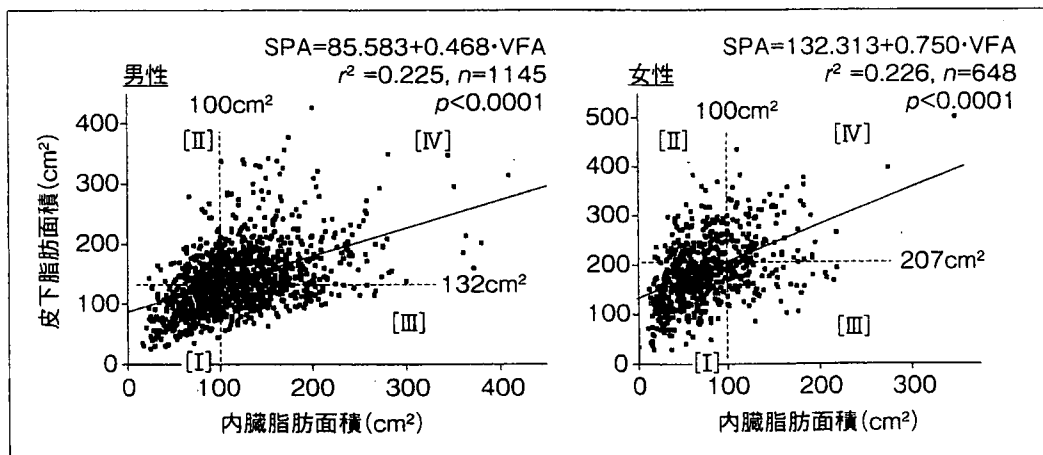 SPA=85.583+0.468·VFA
r² =0.225, n=1145
p<0.0001
男性
100cm²
[II]
[IV]
400
300
200
100
0
132cm²
[III]
[I]
0
100
200
300
400
皮下脂肪面積(cm²)
内臓脂肪面積(cm²)
SPA=132.313+0.750·VFA
r² =0.226, n=648
p<0.0001
女性
100cm²
[II]
[IV]
500
400
300
200
100
0
207cm²
[III]
[I]
0
100
200
300
内臓脂肪面積(cm²)